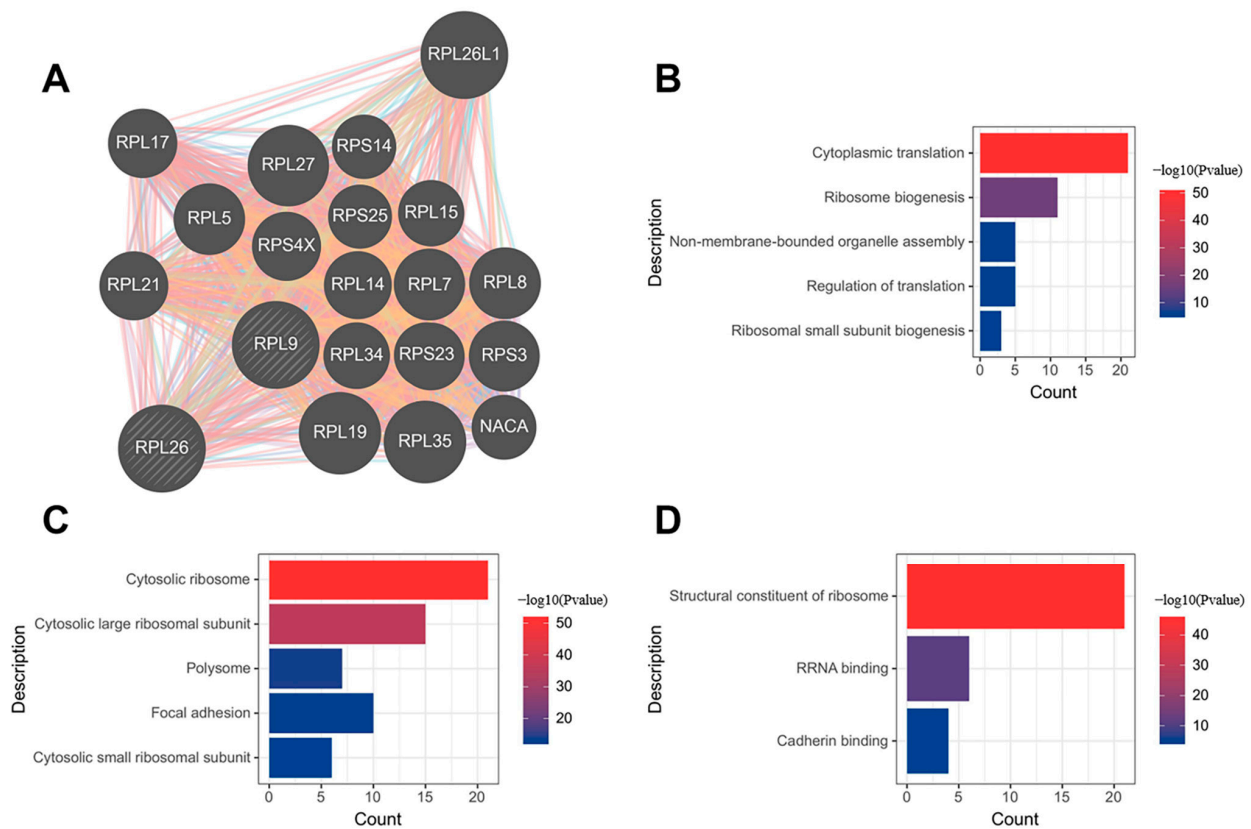 A
RPL26L1
RPL17
RPL27
RPS14
RPL5
RPS4X
RPS25
RPL15
RPL21
RPL14
RPL7
RPL8
RPL9
RPL34
RPS23
RPS3
RPL26
RPL19
RPL35
NACA
B
Description
Cytoplasmic translation
Ribosome biogenesis
Non-membrane-bounded organelle assembly
Regulation of translation
Ribosomal small subunit biogenesis
0 5 10 15 20
Count
−log10(Pvalue)
50
40
30
20
10
C
Description
Cytosolic ribosome
Cytosolic large ribosomal subunit
Polysome
Focal adhesion
Cytosolic small ribosomal subunit
0 5 10 15 20
Count
−log10(Pvalue)
50
40
30
20
D
Description
Structural constituent of ribosome
RRNA binding
Cadherin binding
0 5 10 15 20
Count
−log10(Pvalue)
40
30
20
10